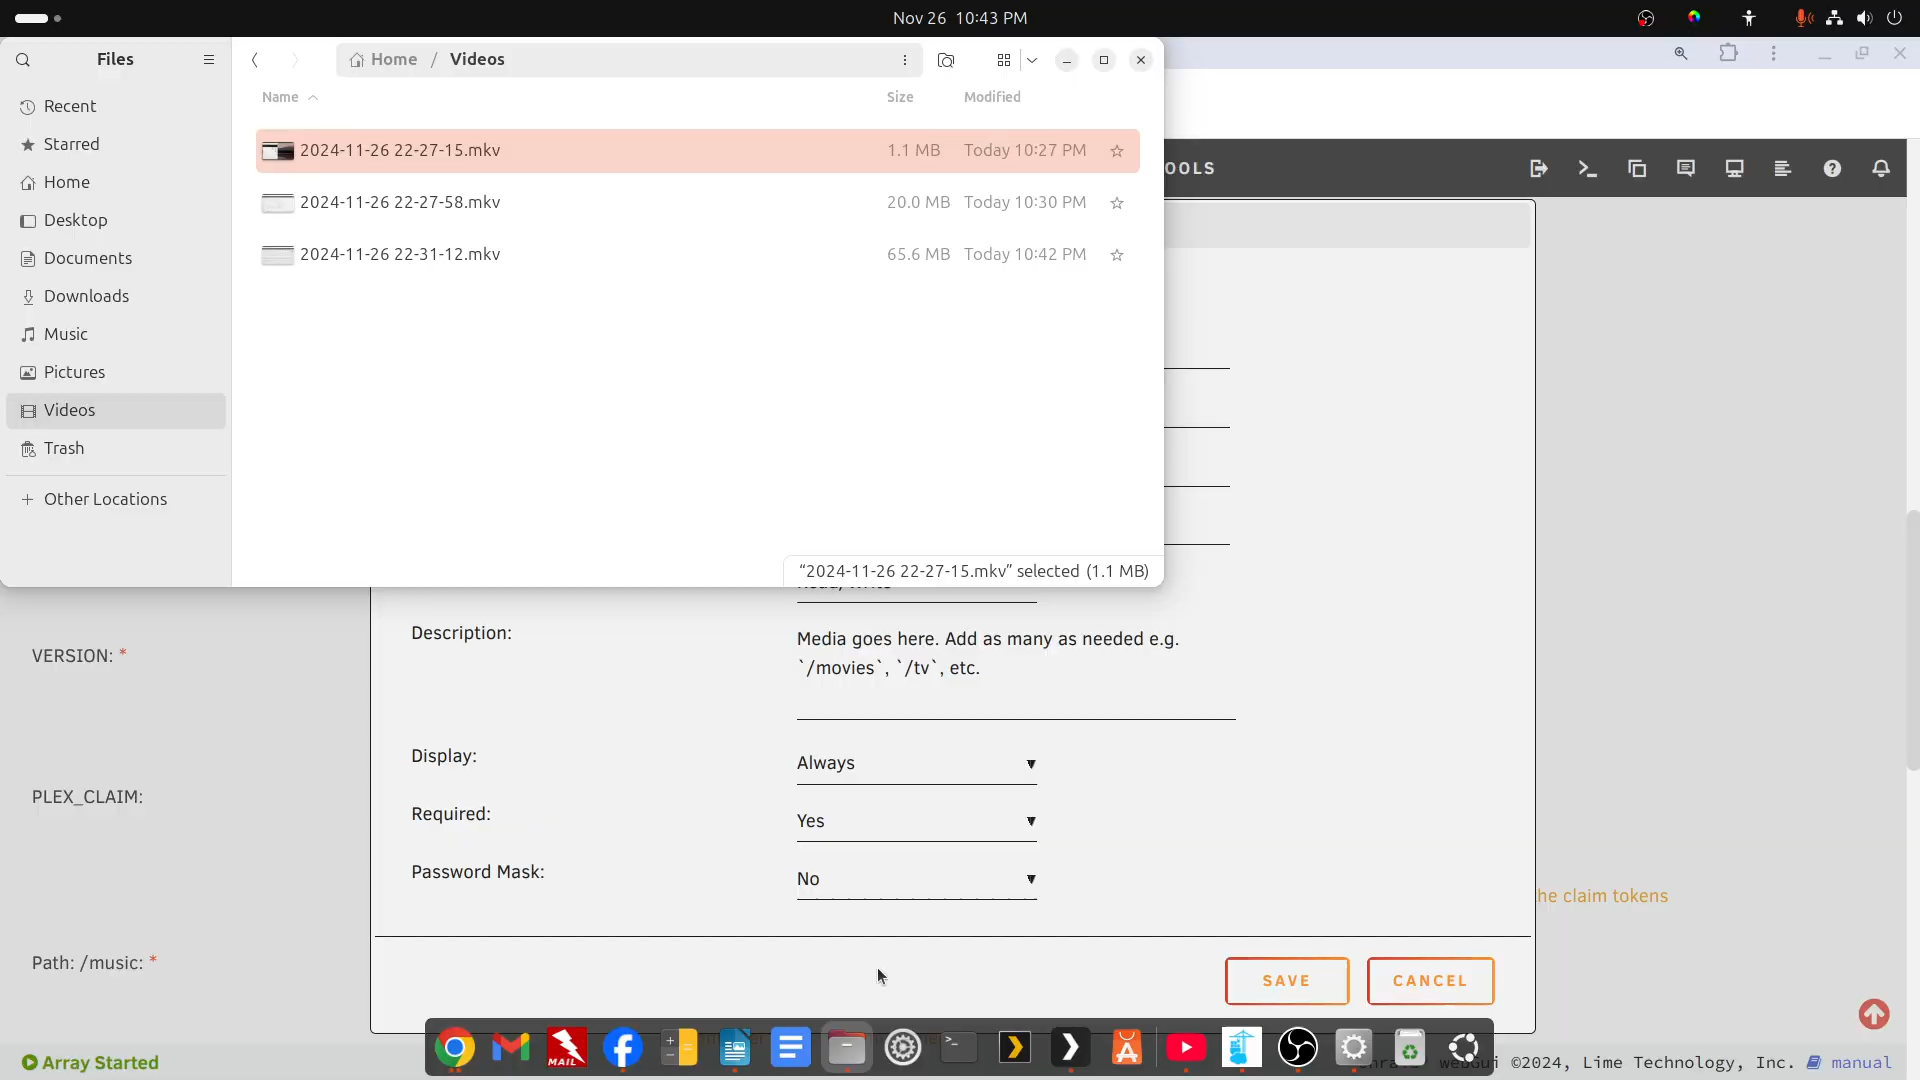 Nov 26 10:43 PM
Files
Home / Videos
Name
Size
Modified
Recent
Starred
Home
Desktop
Documents
Downloads
Music
Pictures
Videos
Trash
Other Locations
2024-11-26 22-27-15.mkv 1.1 MB Today 10:27 PM
2024-11-26 22-27-58.mkv 20.0 MB Today 10:30 PM
2024-11-26 22-31-12.mkv 65.6 MB Today 10:42 PM
“2024-11-26 22-27-15.mkv” selected (1.1 MB)
OOLS
VERSION: *
PLEX_CLAIM:
Path: /music: *
Description:
Media goes here. Add as many as needed e.g.
`/movies`, `/tv`, etc.
Display:
Always
Required:
Yes
Password Mask:
No
he claim tokens
SAVE
CANCEL
MAIL
Array Started
©2024, Lime Technology, Inc. manual